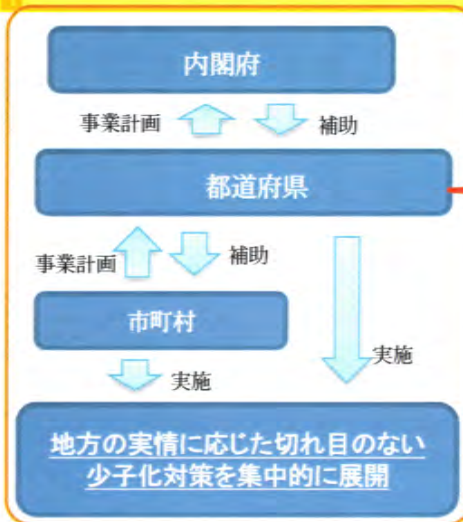 内閣府
事業計画
補助
都道府県
事業計画
補助
市町村
実施
実施
地方の実情に応じた切れ目のない
少子化対策を集中的に展開